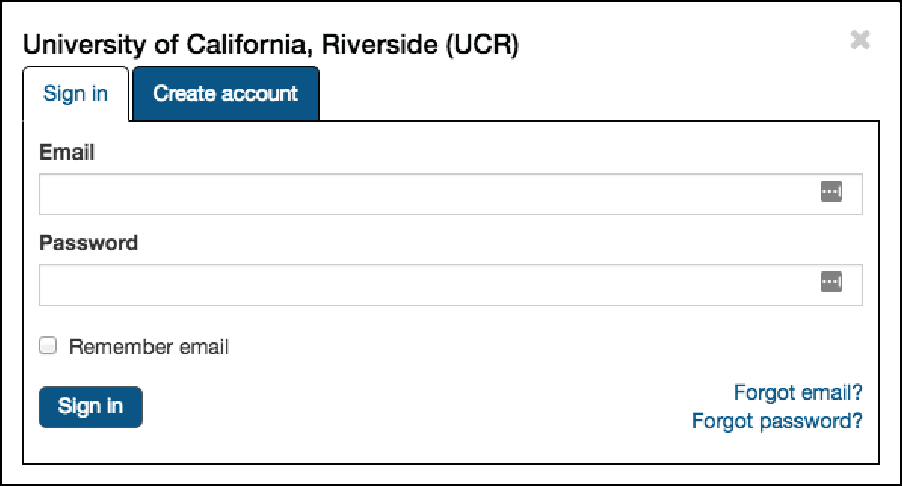 University of California, Riverside (UCR)
Sign in
Create account
Email
Password
Remember email
Sign in
Forgot email?
Forgot password?